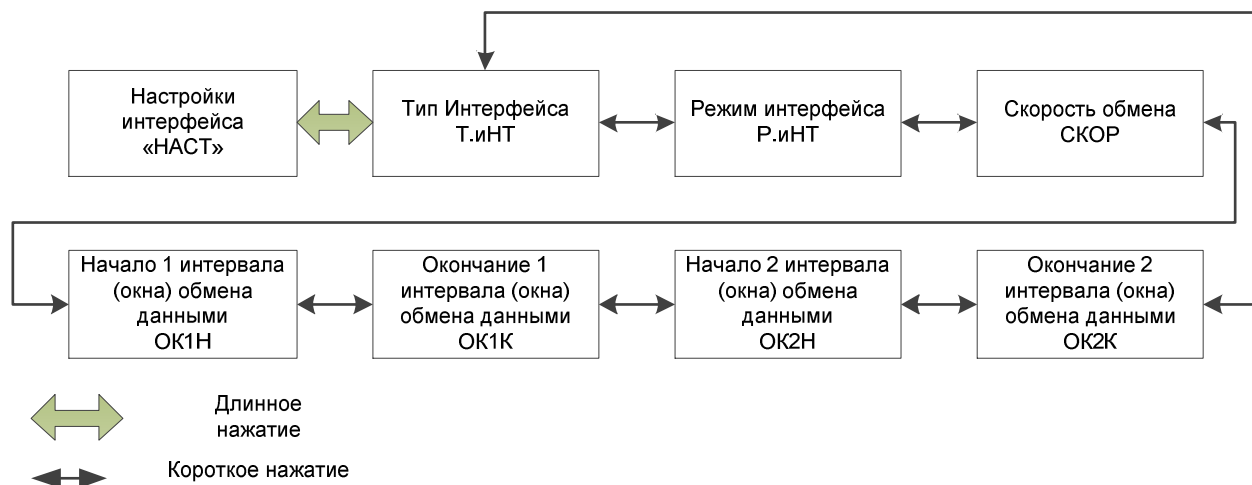 Настройки
интерфейса
«НАСТ»
Тип Интерфейса
Т.иНТ
Режим интерфейса
Р.иНТ
Скорость обмена
СКОР
Начало 1 интервала
(окна) обмена
данными
ОК1Н
Окончание 1
интервала (окна)
обмена данными
ОК1К
Начало 2 интервала
(окна) обмена
данными
ОК2Н
Окончание 2
интервала (окна)
обмена данными
ОК2К
Длинное
нажатие
Короткое нажатие